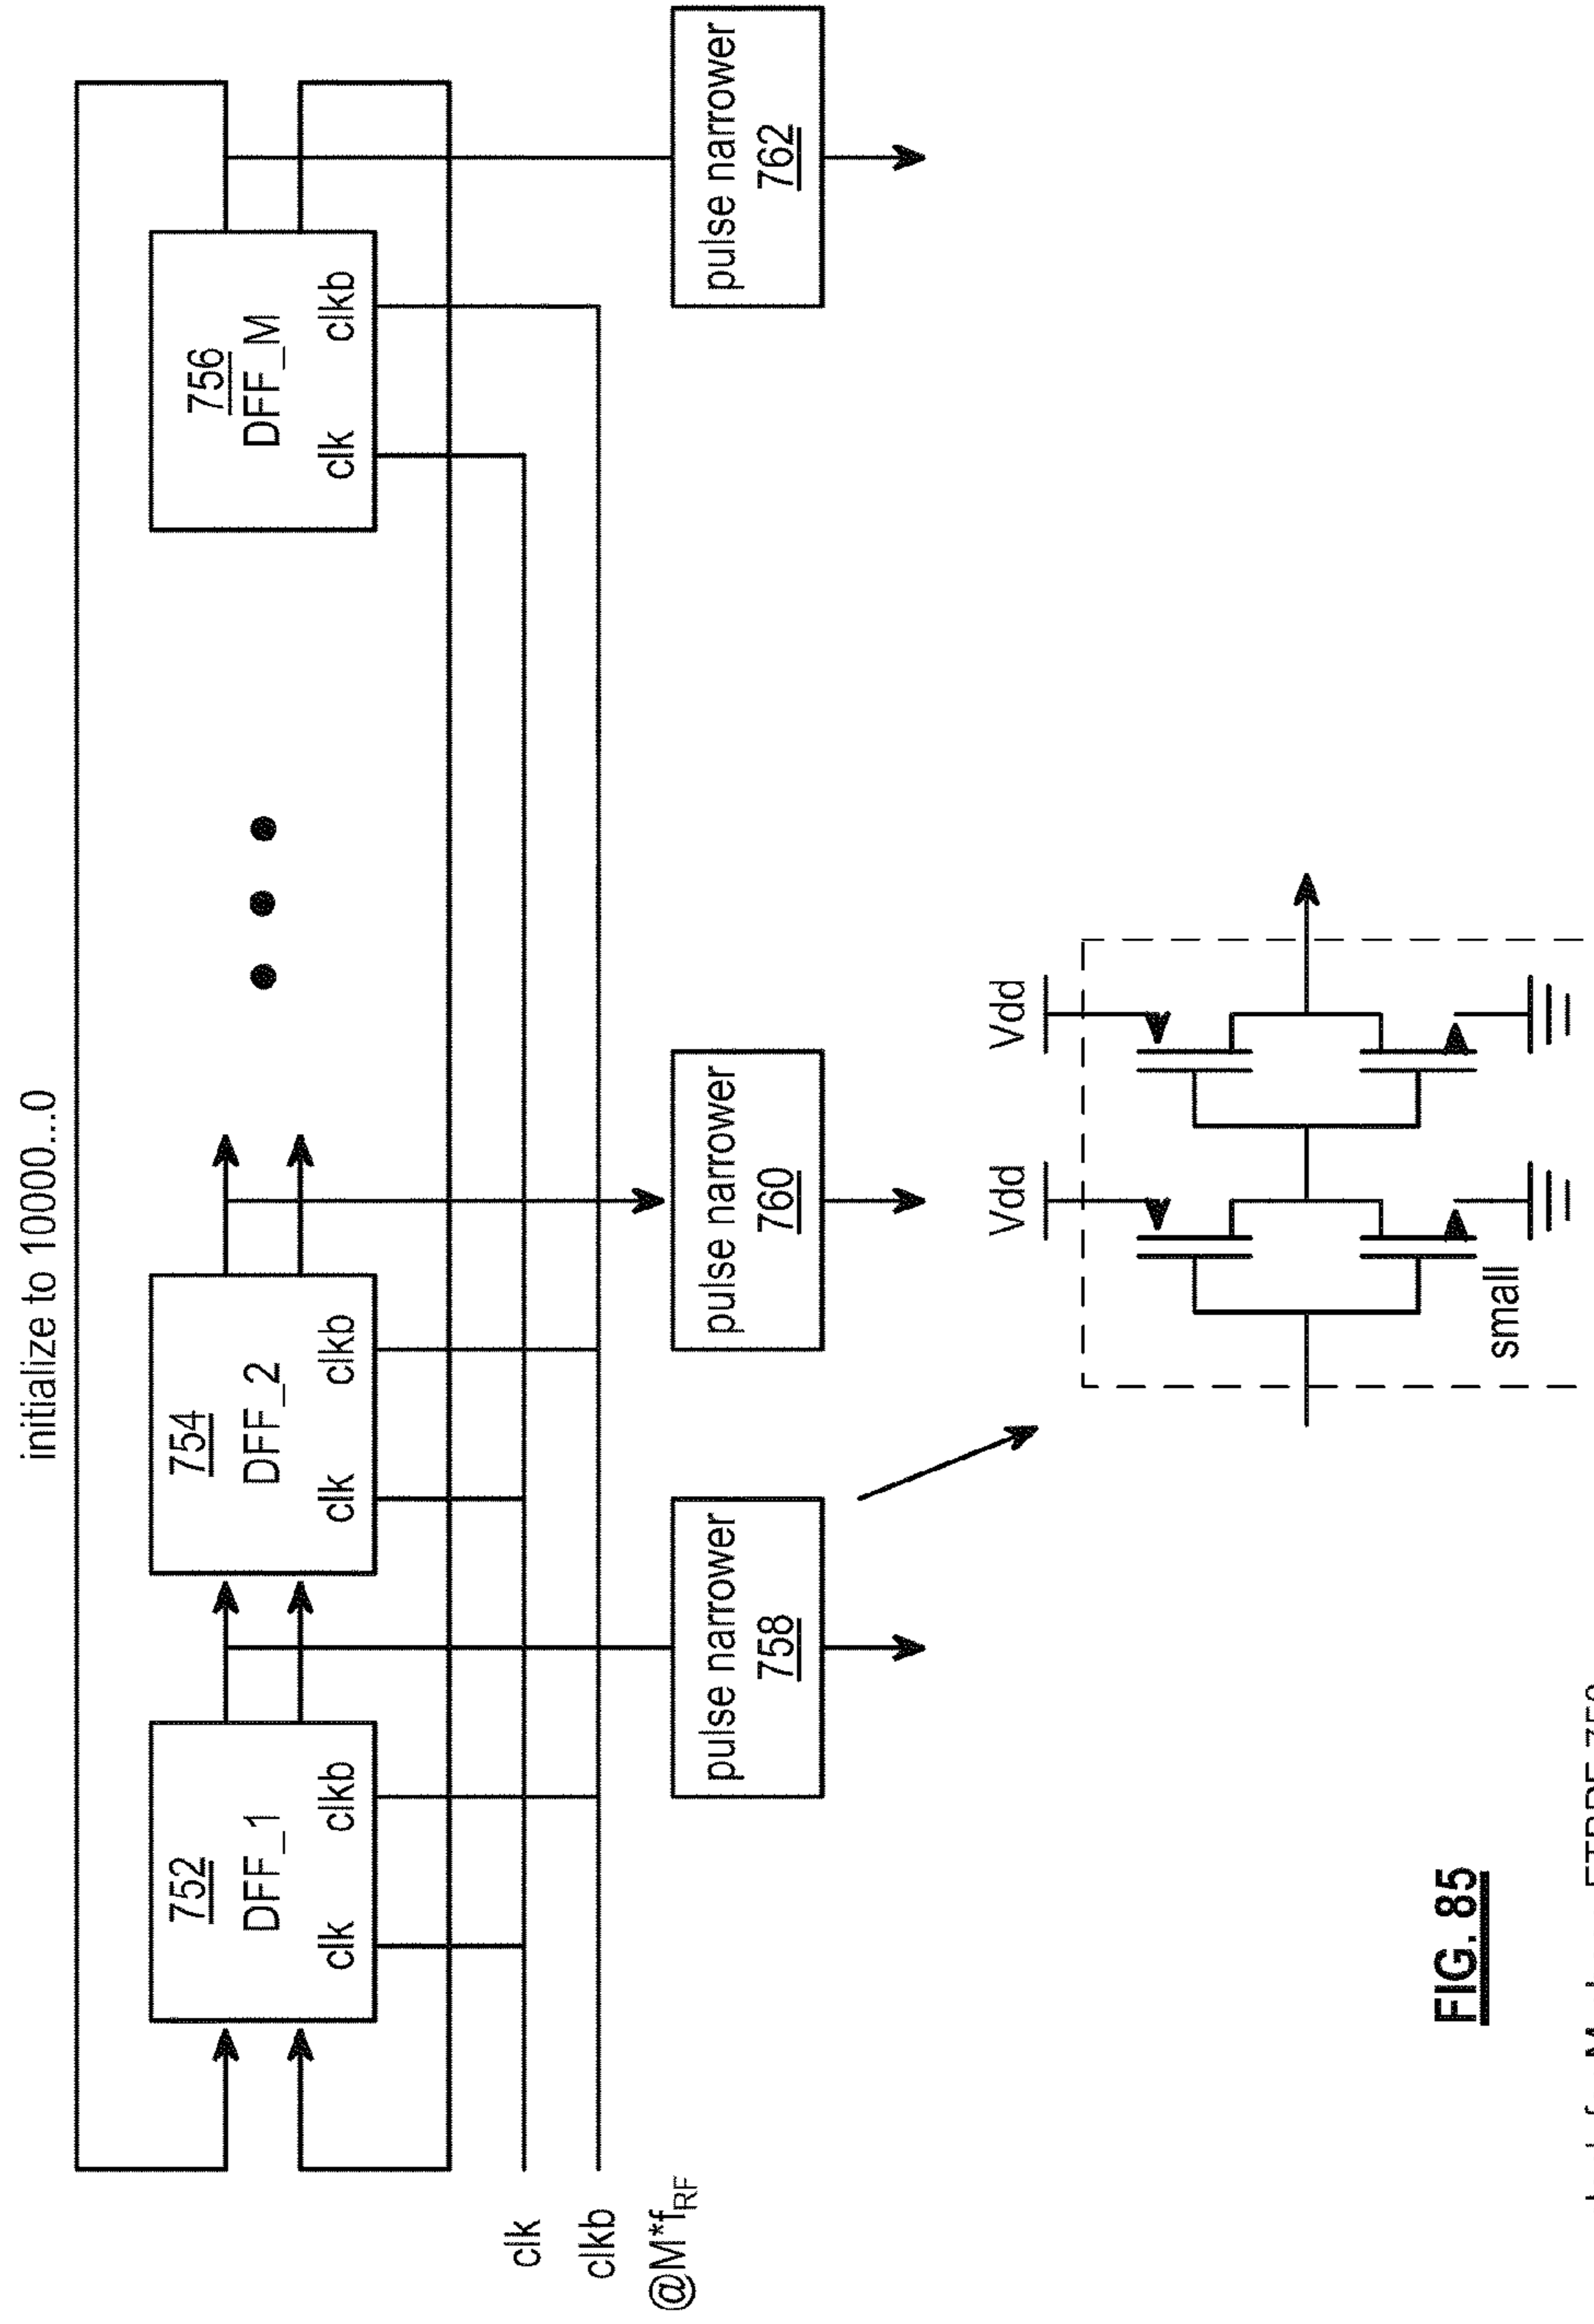 initialize to 10000...0
752
DFF_1
clk
clkb
754
DFF_2
clk
clkb
756
DFF_M
clk
clkb
clk
clkb
@M*f_RF
pulse narrower
758
pulse narrower
760
pulse narrower
762
Vdd
Vdd
small
FIG. 85